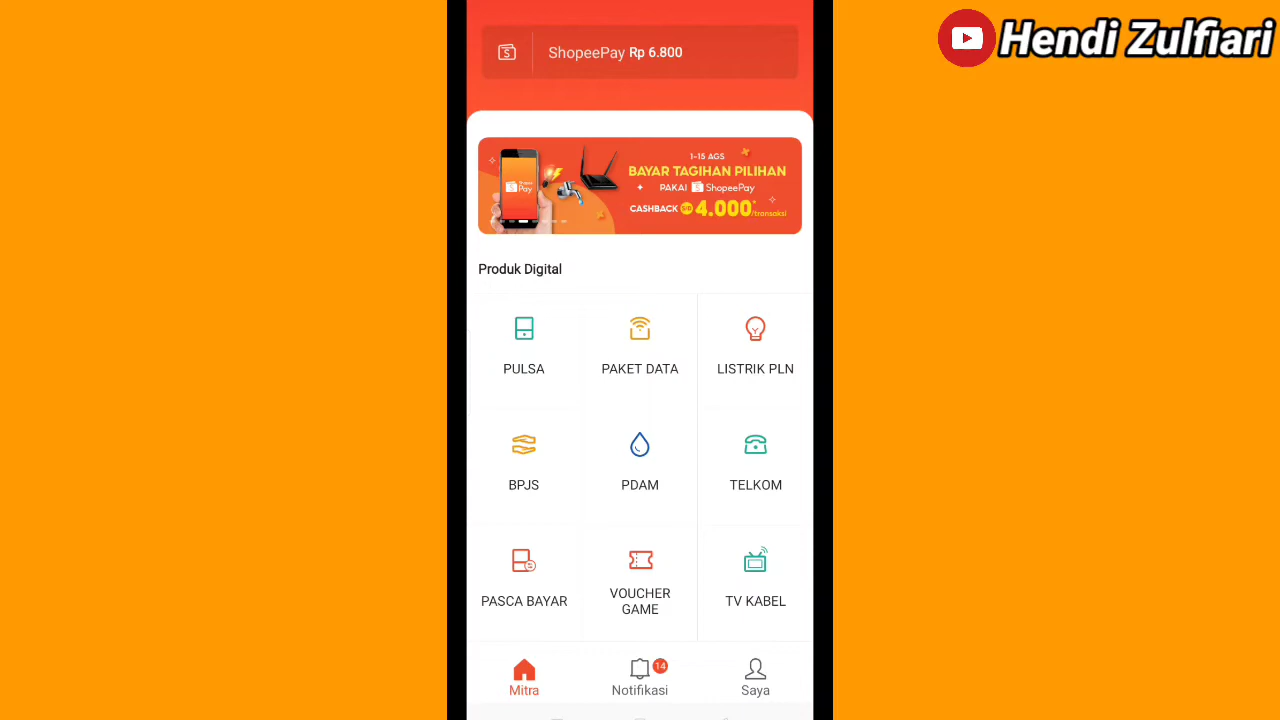 Hendi Zulfiari
ShopeePay Rp 6.800
1-15 AGS
BAYAR TAGIHAN PILIHAN
PAKAI ShopeePay
CASHBACK S/D 4.000* /transaksi
Shopee
Pay
Produk Digital
PULSA
PAKET DATA
LISTRIK PLN
BPJS
PDAM
TELKOM
PASCA BAYAR
VOUCHER
GAME
TV KABEL
14
Mitra
Notifikasi
Saya